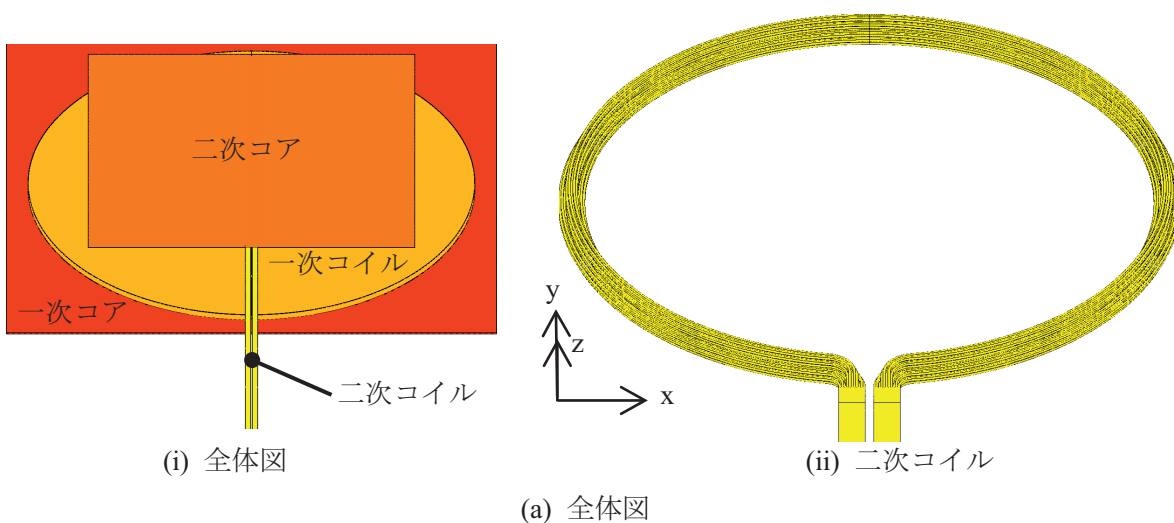 二次コア
一次コイル
一次コア
二次コイル
y
z
x
(i) 全体図
(ii) 二次コイル
(a) 全体図